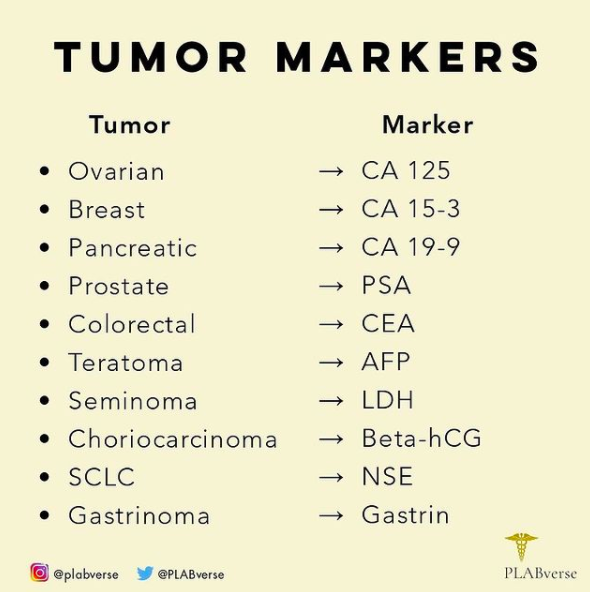 TUMOR MARKERS
Tumor Marker
• Ovarian → CA 125
• Breast → CA 15-3
• Pancreatic → CA 19-9
• Prostate → PSA
• Colorectal → CEA
• Teratoma → AFP
• Seminoma → LDH
• Choriocarcinoma → Beta-hCG
• SCLC → NSE
• Gastrinoma → Gastrin
@plabverse @PLABverse PLABverse